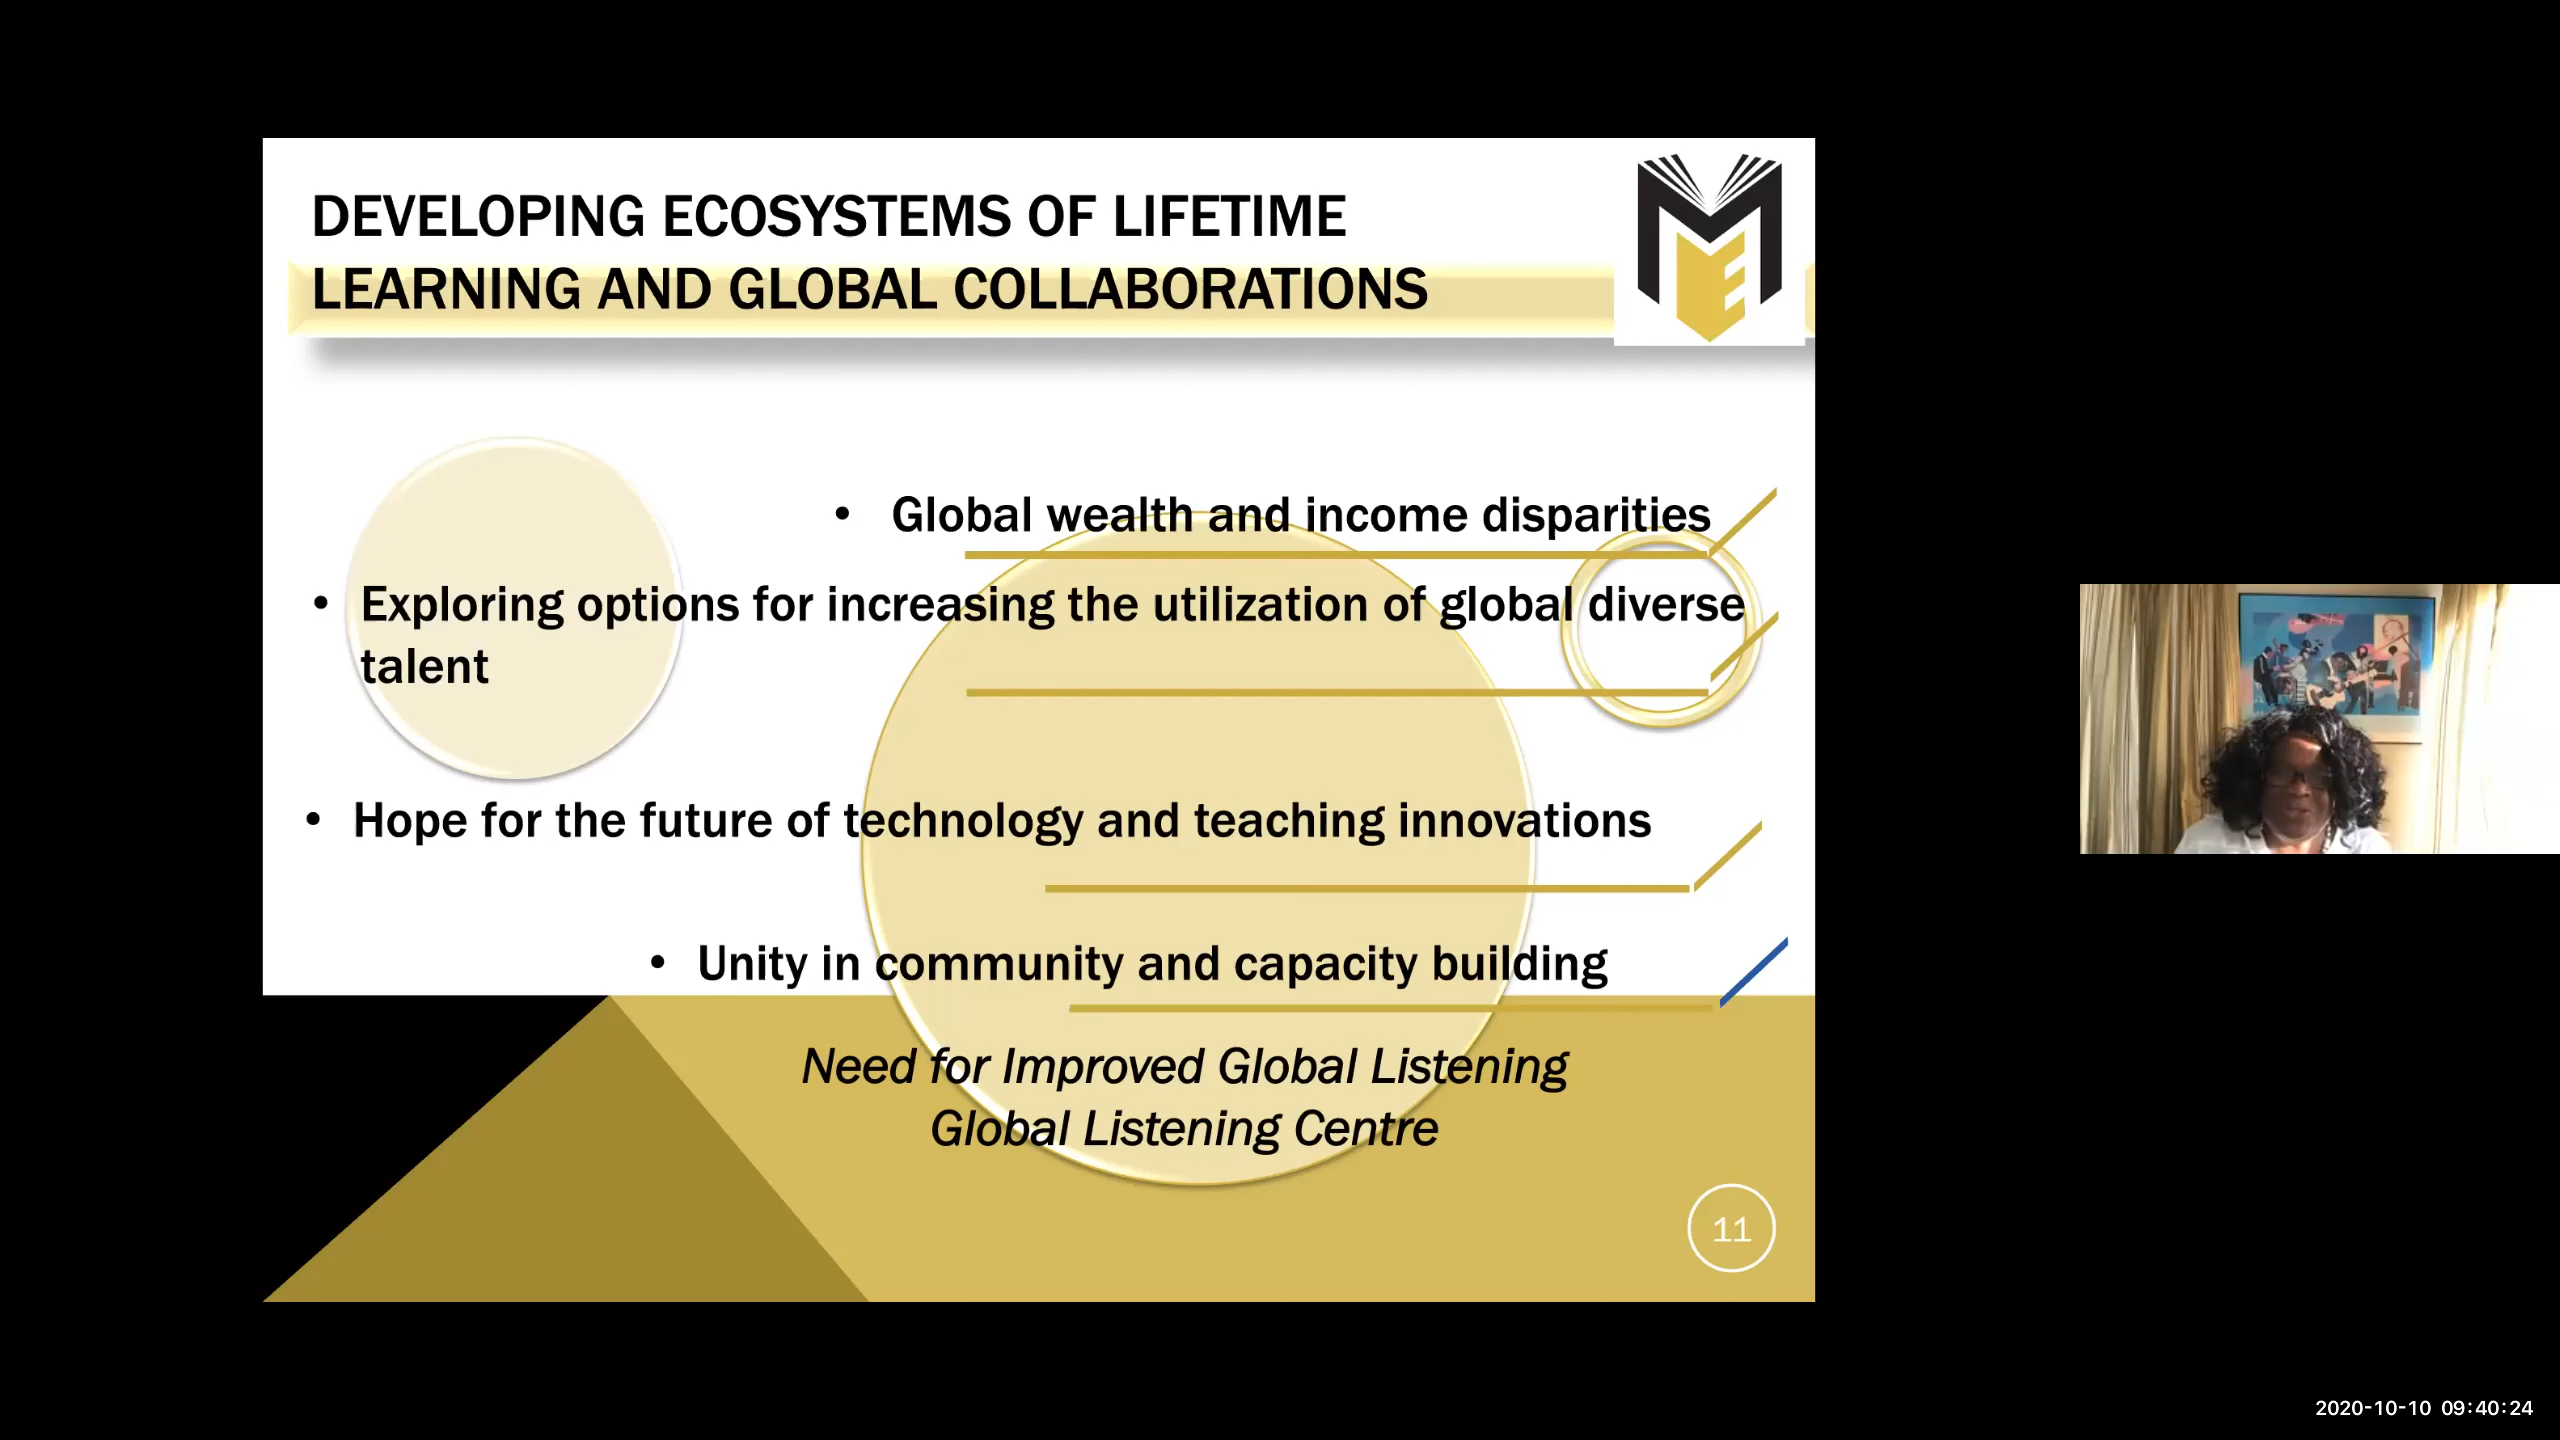 DEVELOPING ECOSYSTEMS OF LIFETIME
LEARNING AND GLOBAL COLLABORATIONS
ME
• Global wealth and income disparities
• Exploring options for increasing the utilization of global diverse
talent
• Hope for the future of technology and teaching innovations
• Unity in community and capacity building
Need for Improved Global Listening
Global Listening Centre
11
2020-10-10 09:40:24